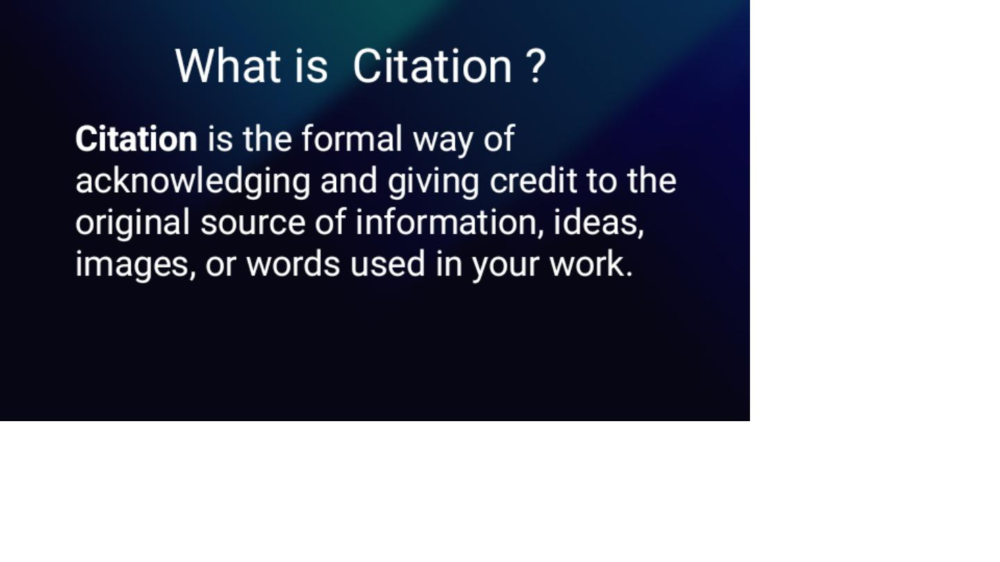 What is  Citation ?
Citation is the formal way of
acknowledging and giving credit to the
original source of information, ideas,
images, or words used in your work.